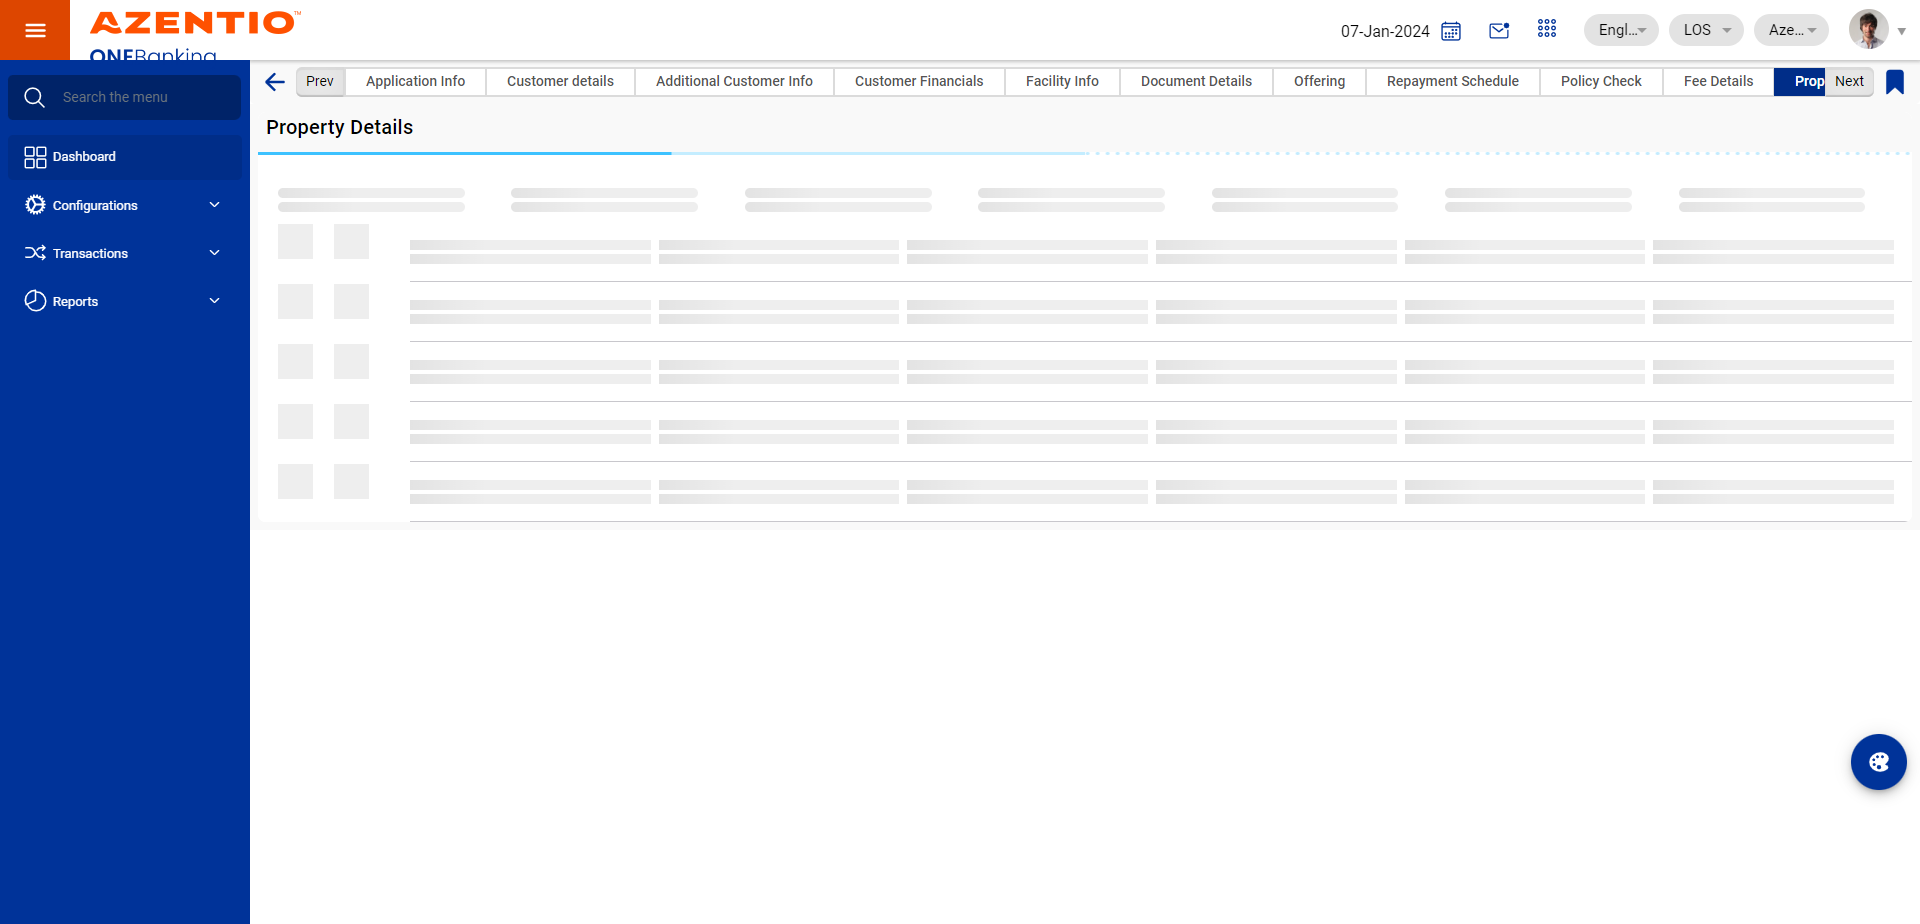 AZENTIO™
ONEBanking
07-Jan-2024
Engl...
LOS
Aze...
Search the menu
Dashboard
Configurations
Transactions
Reports
Prev
Application Info
Customer details
Additional Customer Info
Customer Financials
Facility Info
Document Details
Offering
Repayment Schedule
Policy Check
Fee Details
Prop
Next
Property Details